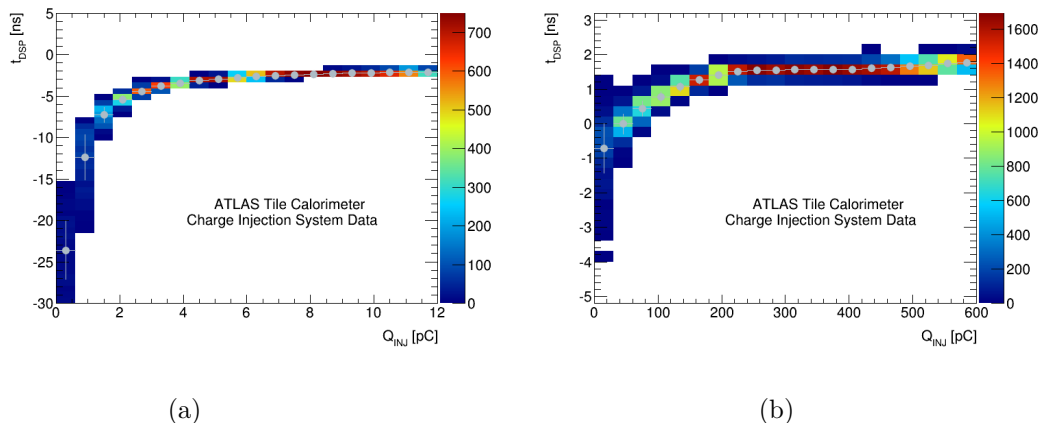 t_DSP [ns]
5
0
-5
-10
-15
-20
-25
-30
0 2 4 6 8 10 12
Q_INJ [pC]
ATLAS Tile Calorimeter
Charge Injection System Data
700
600
500
400
300
200
100
0
(a)
t_DSP [ns]
3
2
1
0
-1
-2
-3
-4
-5
0 100 200 300 400 500 600
Q_INJ [pC]
ATLAS Tile Calorimeter
Charge Injection System Data
1600
1400
1200
1000
800
600
400
200
0
(b)